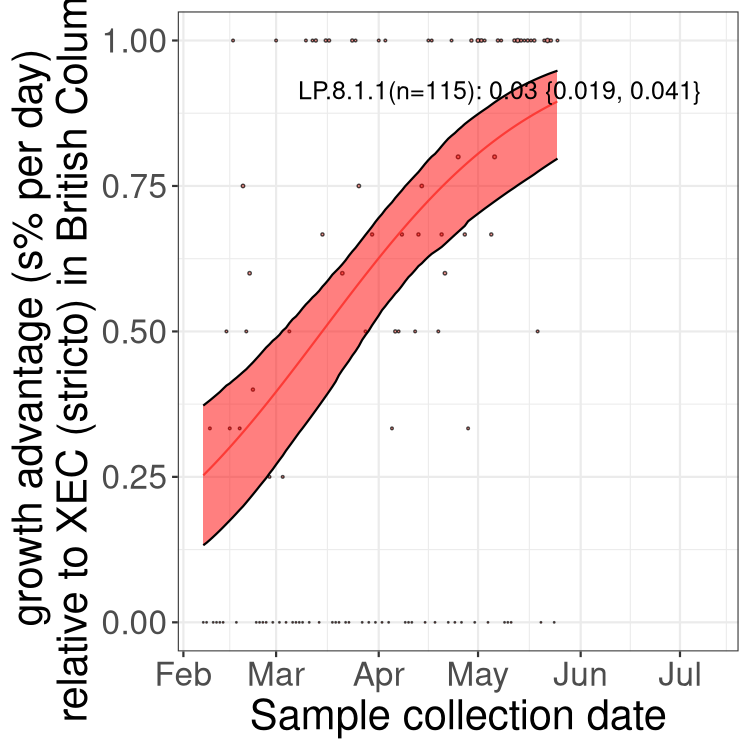 growth advantage (s% per day)
relative to XEC (stricto) in British Colum
1.00
0.75
0.50
0.25
0.00
LP.8.1.1(n=115): 0.03 {0.019, 0.041}
Feb Mar Apr May Jun Jul
Sample collection date